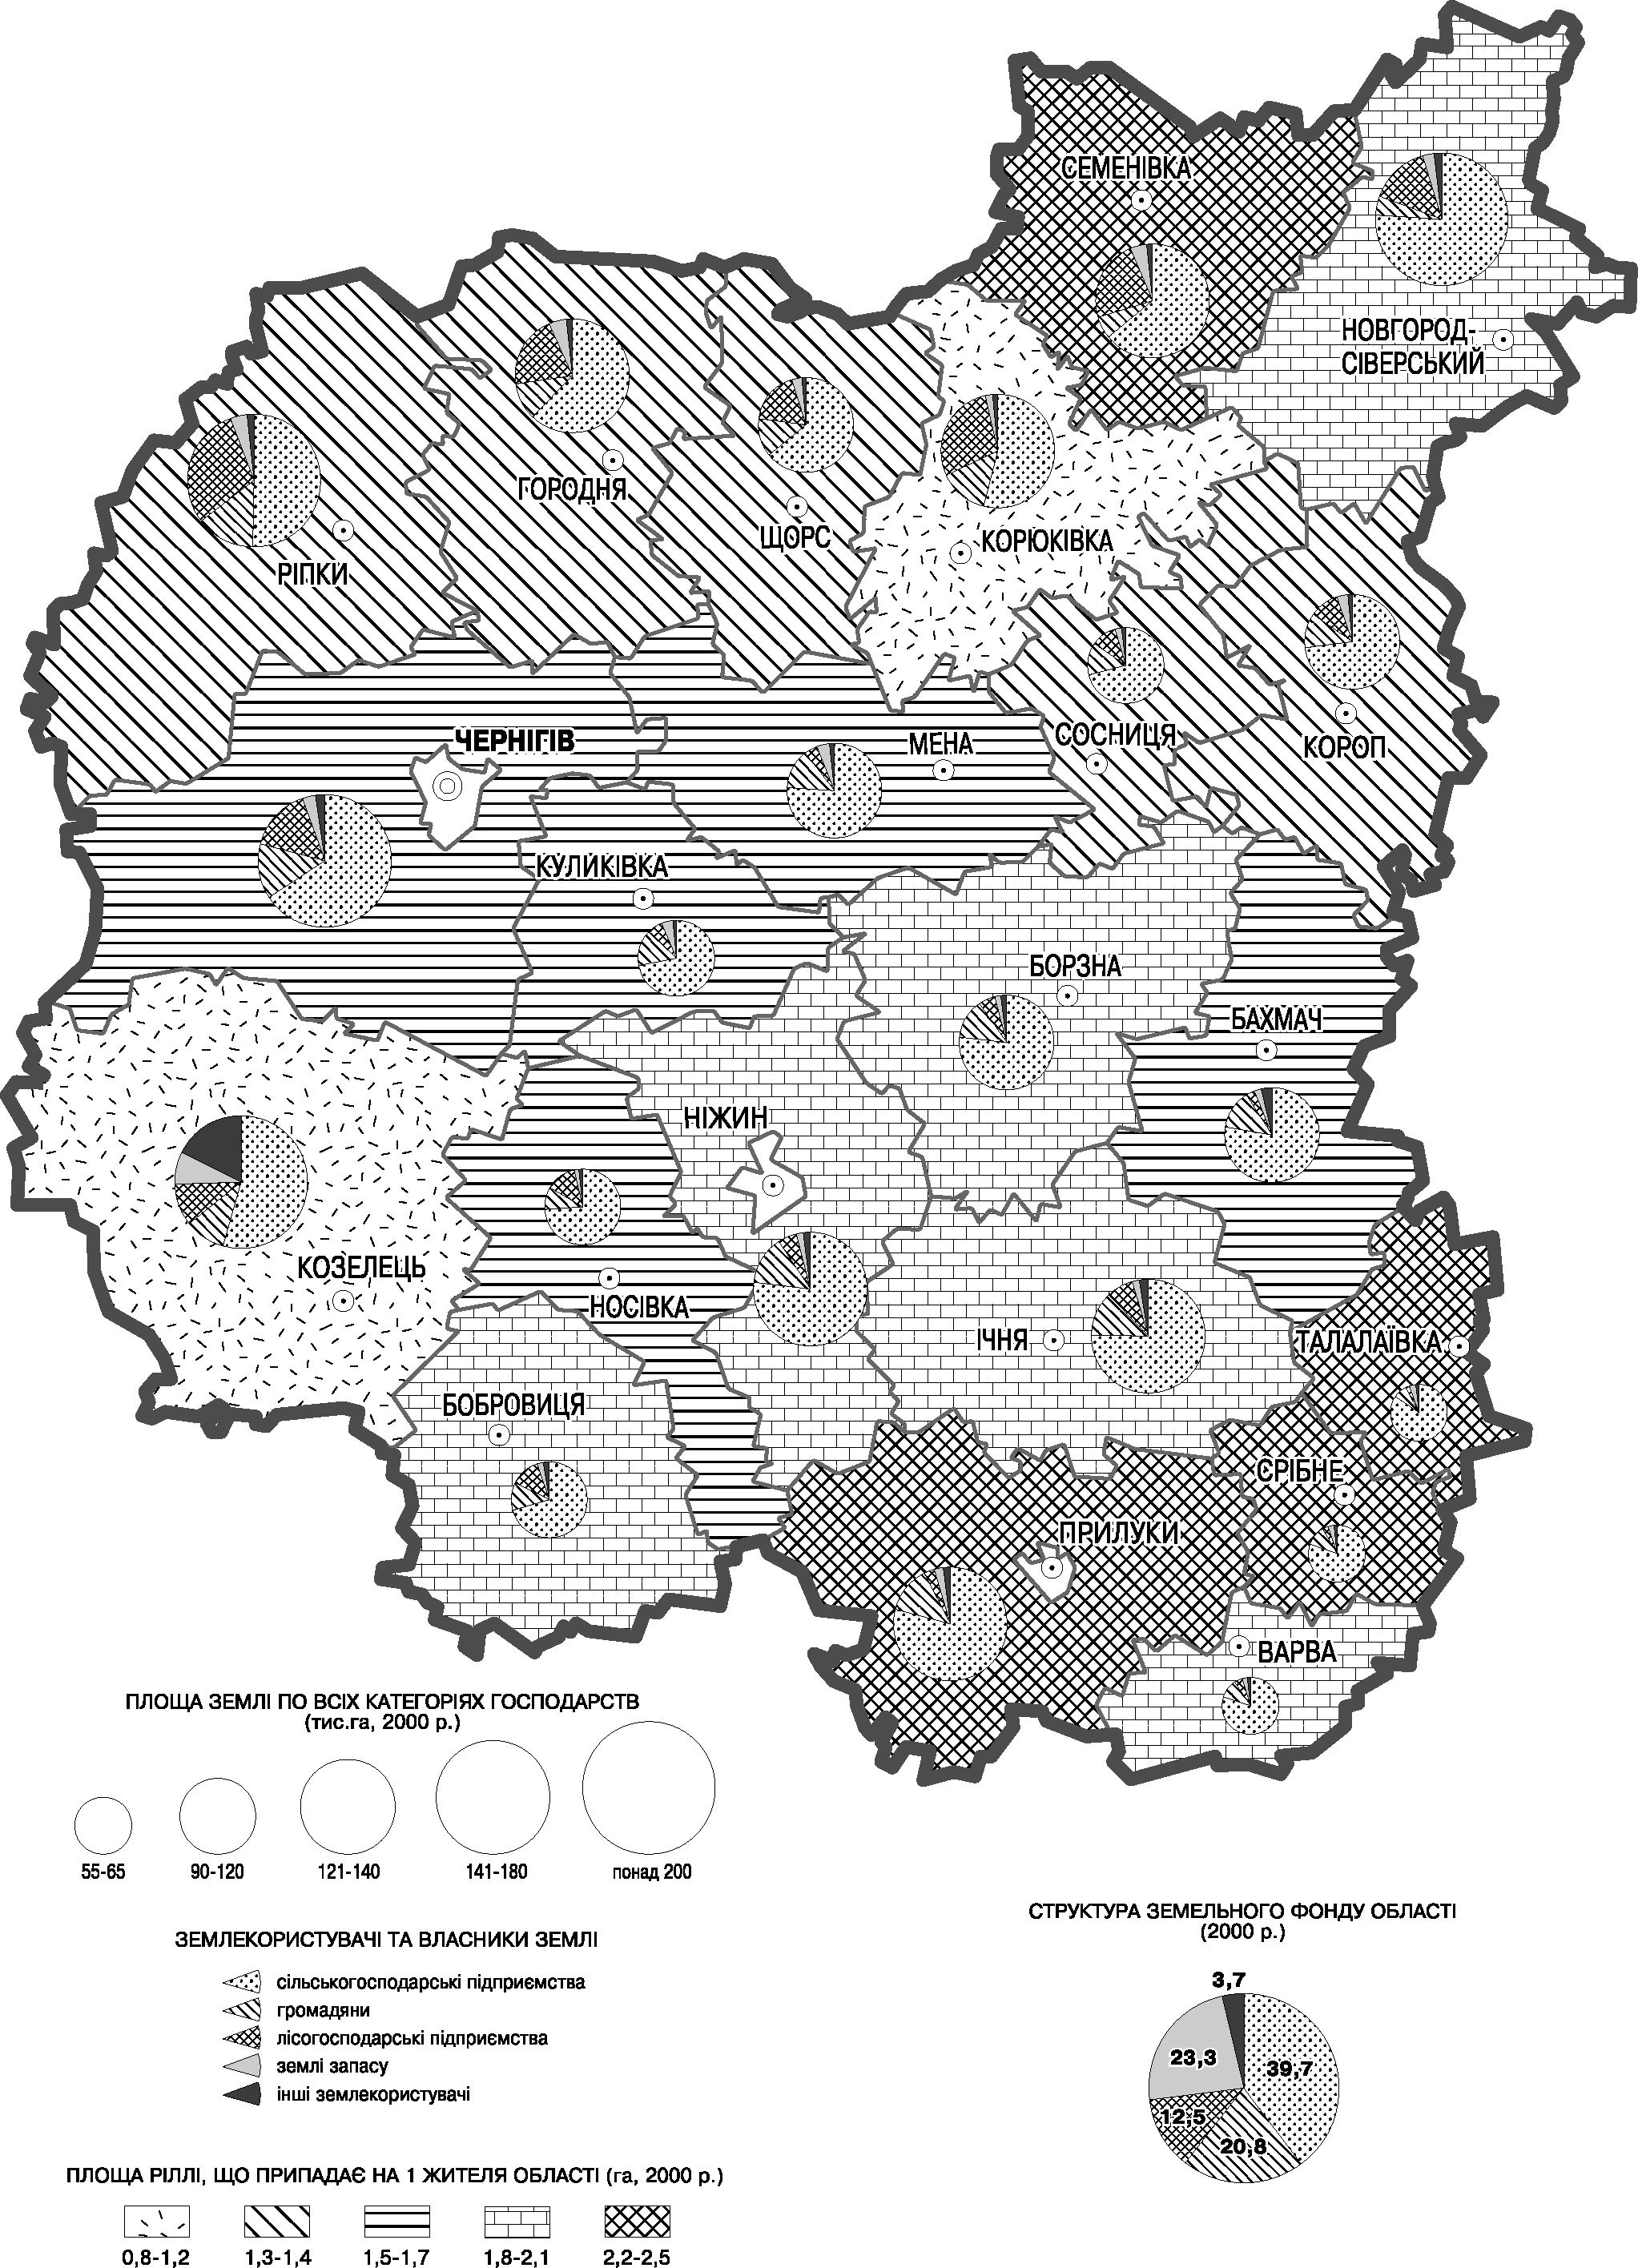 СЕМЕНІВКА
НОВГОРОД-
СІВЕРСЬКИЙ
ГОРОДНЯ
ЩОРС
КОРЮКІВКА
РІПКИ
ЧЕРНІГІВ
МЕНА
СОСНИЦЯ
КОРОП
КУЛИКІВКА
БОРЗНА
БАХМАЧ
НІЖИН
КОЗЕЛЕЦЬ
НОСІВКА
ІЧНЯ
ТАЛАЛАЇВКА
БОБРОВИЦЯ
СРІБНЕ
ПРИЛУКИ
ВАРВА
ПЛОЩА ЗЕМЛІ ПО ВСІХ КАТЕГОРІЯХ ГОСПОДАРСТВ
(тис.га, 2000 р.)
55-65 90-120 121-140 141-180 понад 200
ЗЕМЛЕКОРИСТУВАЧІ ТА ВЛАСНИКИ ЗЕМЛІ
сільськогосподарські підприємства
громадяни
лісогосподарські підприємства
землі запасу
інші землекористувачі
СТРУКТУРА ЗЕМЕЛЬНОГО ФОНДУ ОБЛАСТІ
(2000 р.)
3,7
23,3
39,7
12,5
20,8
ПЛОЩА РІЛЛІ, ЩО ПРИПАДАЄ НА 1 ЖИТЕЛЯ ОБЛАСТІ (га, 2000 р.)
0,8-1,2 1,3-1,4 1,5-1,7 1,8-2,1 2,2-2,5